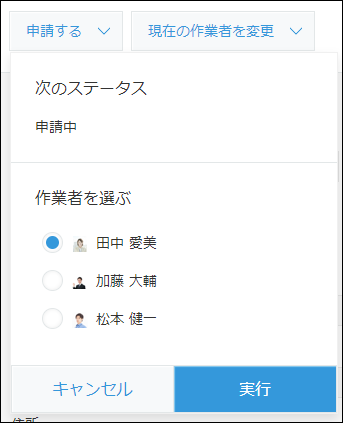 申請する
現在の作業者を変更
次のステータス
申請中
作業者を選ぶ
田中 愛美
加藤 大輔
松本 健一
キャンセル
実行